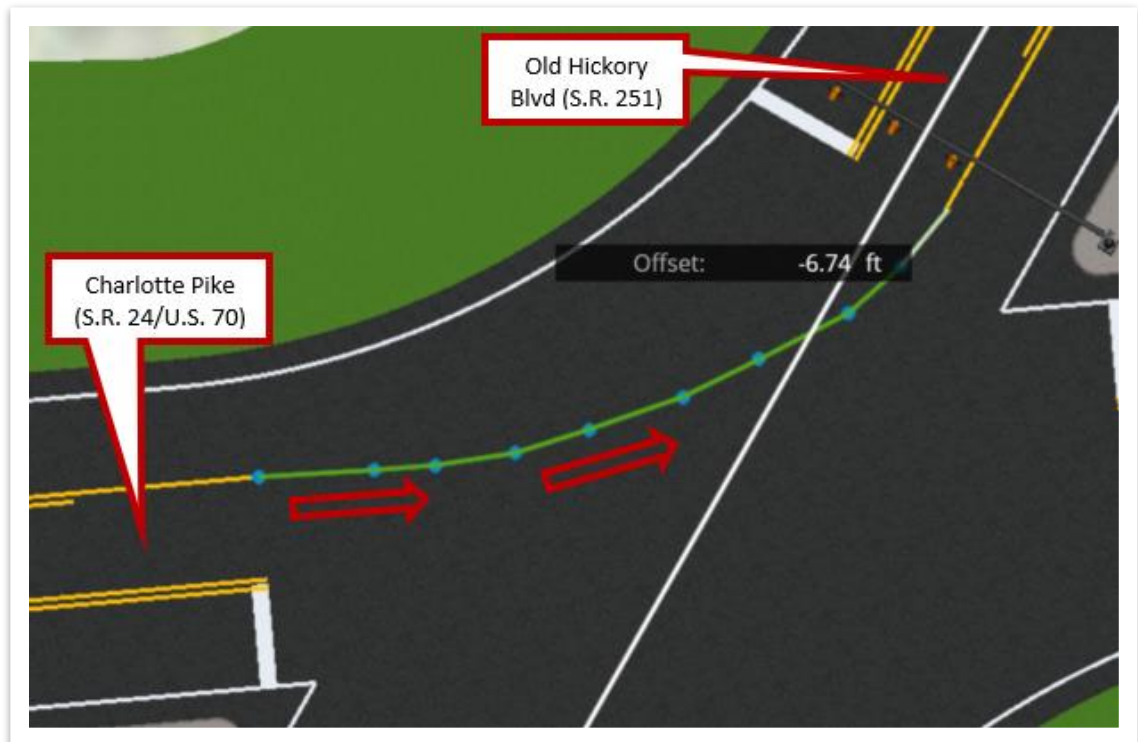 Old Hickory
Blvd (S.R. 251)
Offset: -6.74 ft
Charlotte Pike
(S.R. 24/U.S. 70)